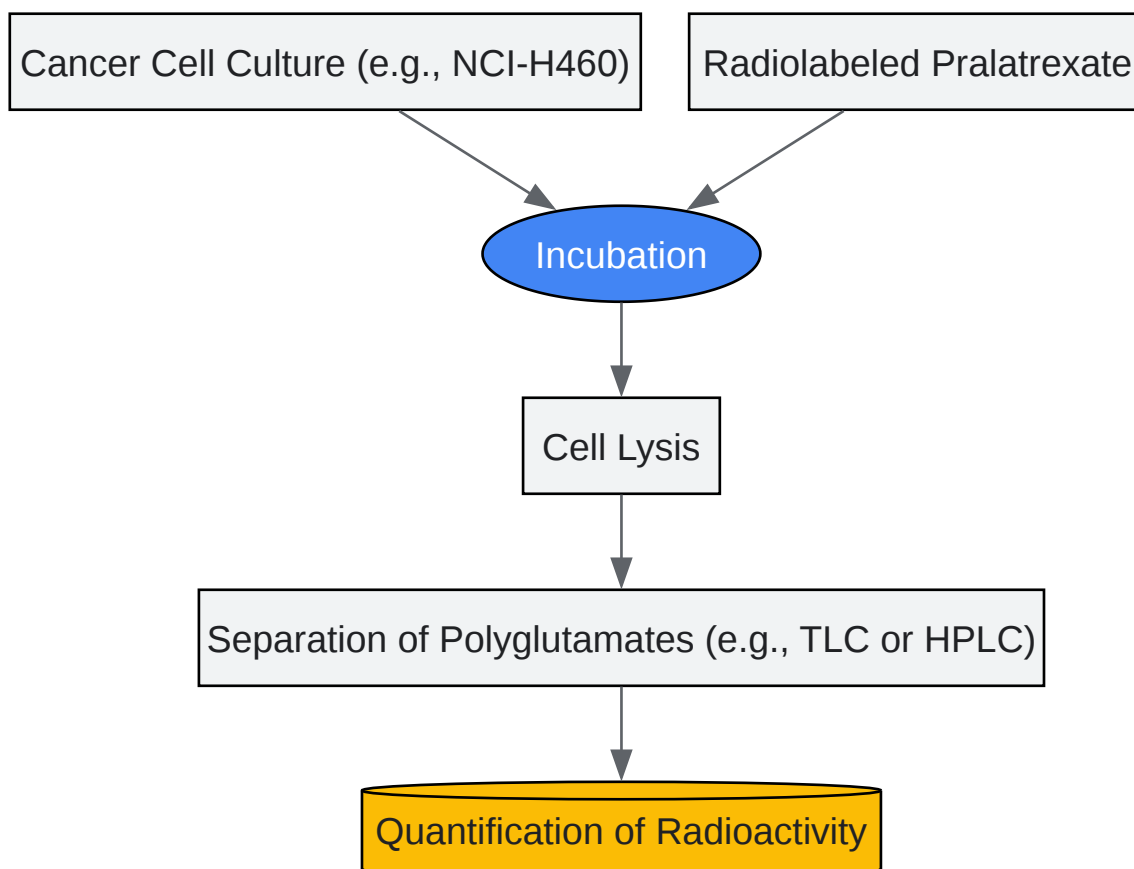 Cancer Cell Culture (e.g., NCI-H460)
Radiolabeled Pralatrexate
Incubation
Cell Lysis
Separation of Polyglutamates (e.g., TLC or HPLC)
Quantification of Radioactivity